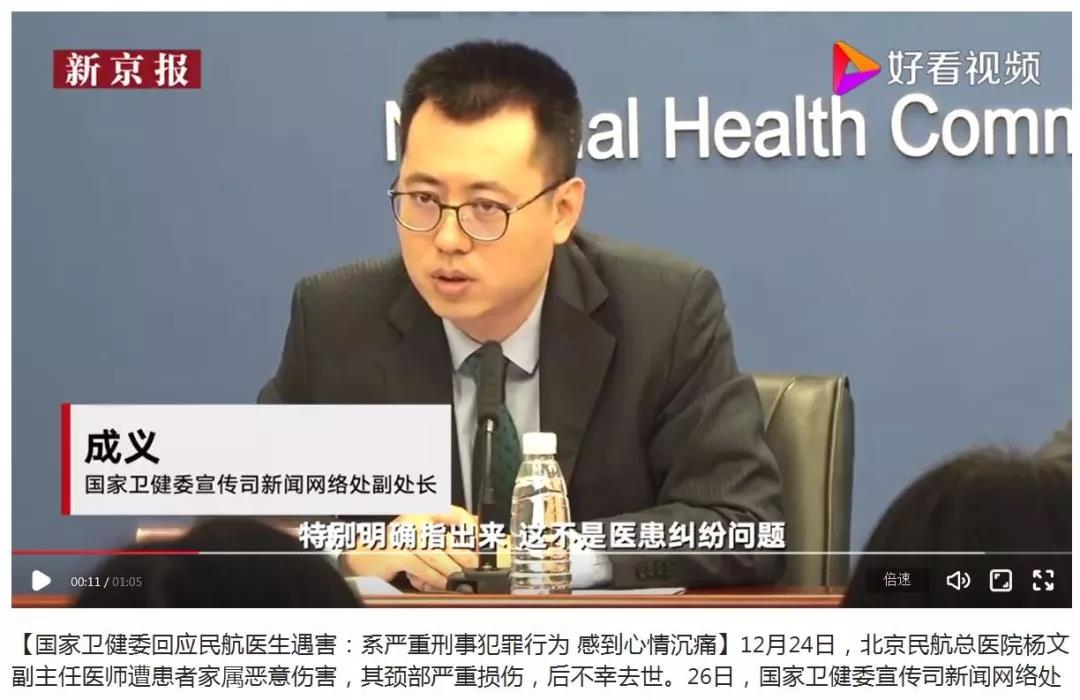 新京报
好看视频
N   nal Health Comm
成义
国家卫健委宣传司新闻网络处副处长
特别明确指出来 这不是医患纠纷问题
00:11 / 01:05
倍速
【国家卫健委回应民航医生遇害：系严重刑事犯罪行为 感到心情沉痛】12月24日，北京民航总医院杨文
副主任医师遭患者家属恶意伤害，其颈部严重损伤，后不幸去世。26日，国家卫健委宣传司新闻网络处